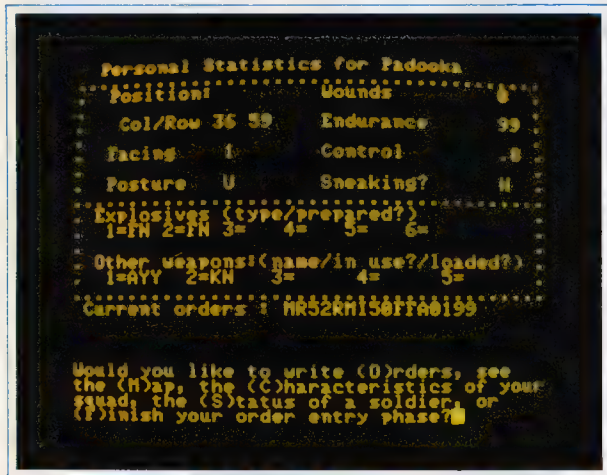 Personal Statistics for Padooka
Position: Wounds
Col/Row 36 59 Endurance 99
Facing 1 Control
Posture U Sneaking? N
Explosives (type/prepared?)
1=FN 2=FN 3= 4= 5= 6=
Other weapons:(name/in use?/loaded?)
1=AYY 2=KN 3= 4= 5=
Current orders : MR52RM150FFA0199
Would you like to write (O)rders, see
the (M)ap, the (C)haracteristics of your
squad, the (S)tatus of a soldier, or
(F)inish your order entry phase?